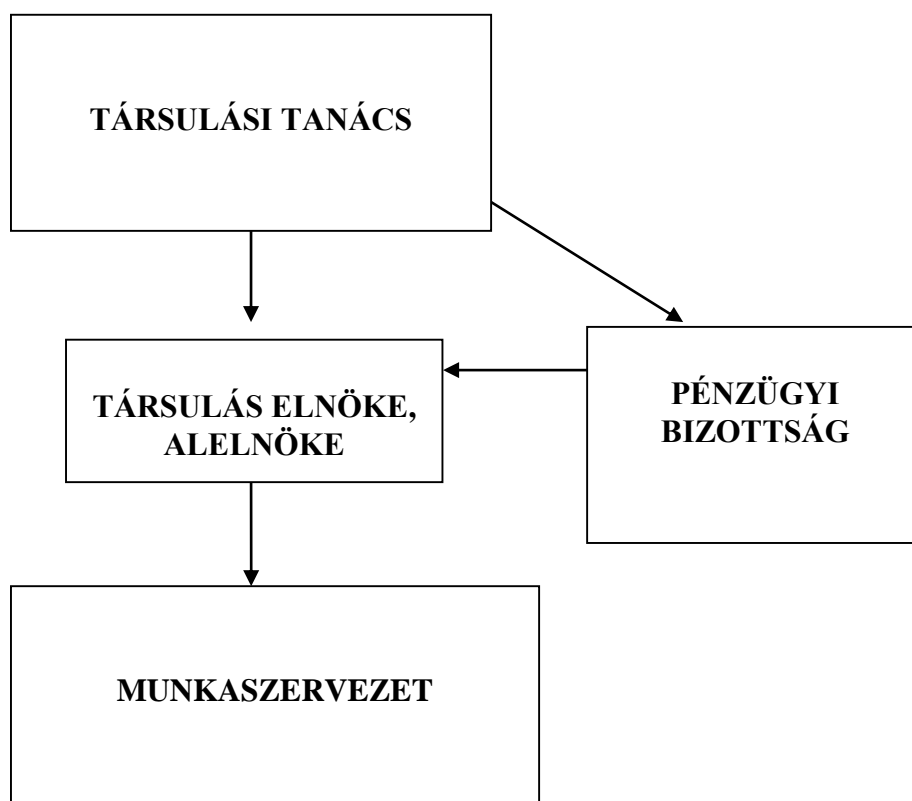 TÁRSULÁSI TANÁCS
TÁRSULÁS ELNÖKE,
ALELNÖKE
PÉNZÜGYI
BIZOTTSÁG
MUNKASZERVEZET